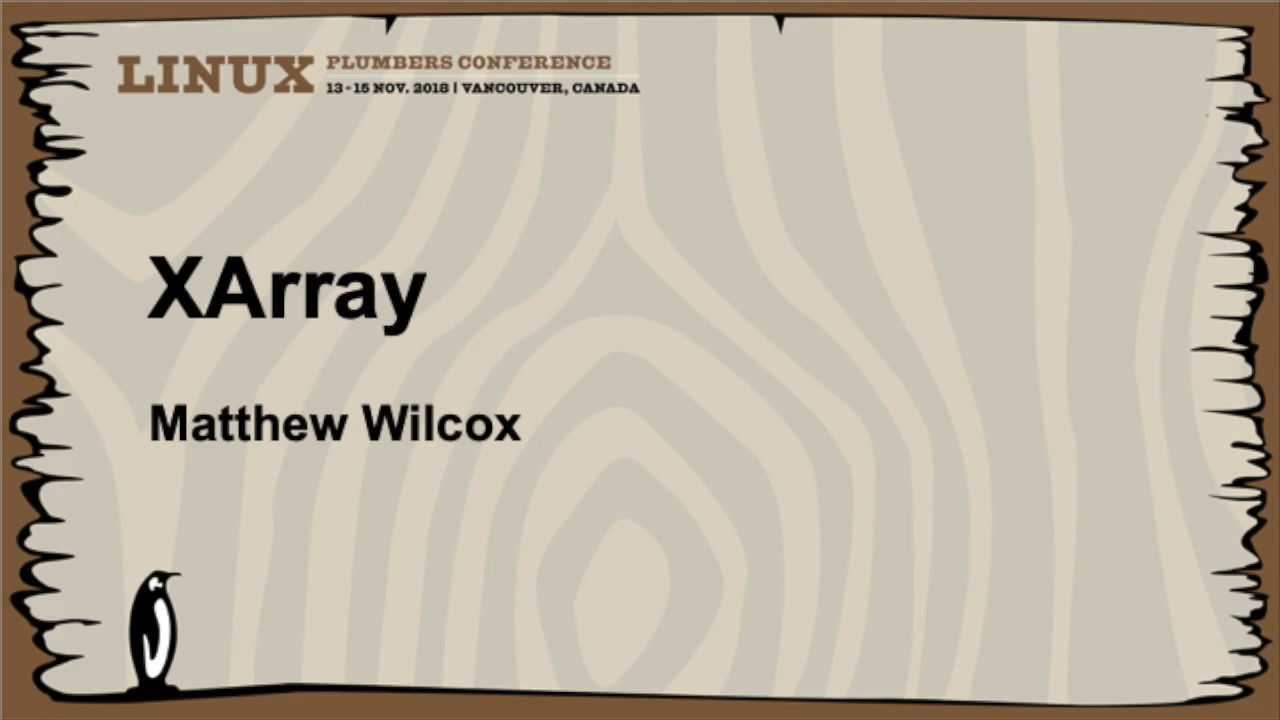 LINUX PLUMBERS CONFERENCE
13-15 NOV. 2018 | VANCOUVER, CANADA
XArray
Matthew Wilcox